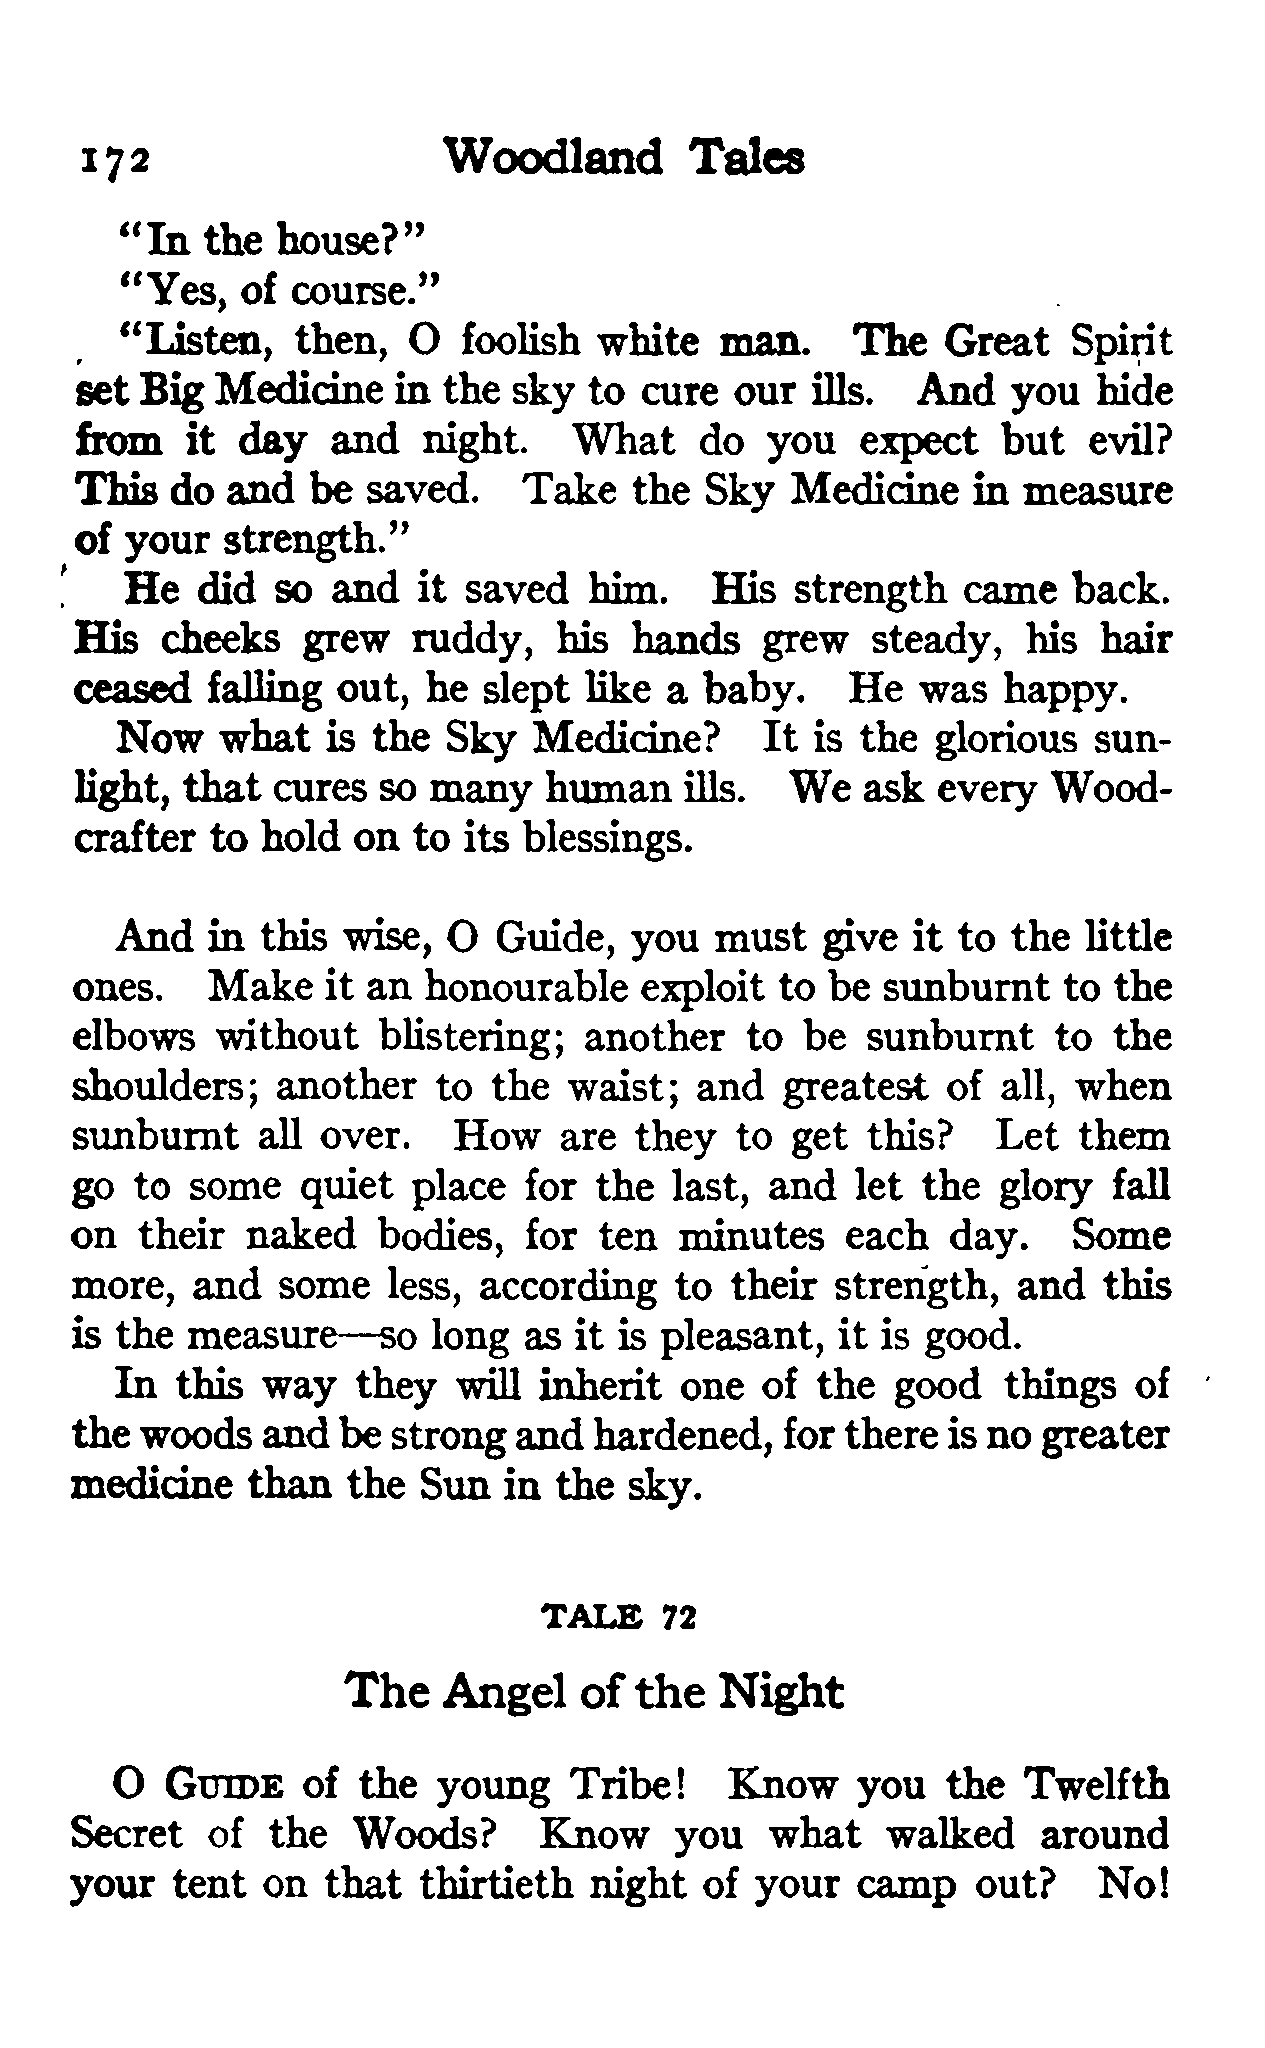 172 Woodland Tales
"In the house?"
"Yes, of course."
"Listen, then, O foolish white man. The Great Spirit
set Big Medicine in the sky to cure our ills. And you hide
from it day and night. What do you expect but evil?
This do and be saved. Take the Sky Medicine in measure
of your strength."
He did so and it saved him. His strength came back.
His cheeks grew ruddy, his hands grew steady, his hair
ceased falling out, he slept like a baby. He was happy.
Now what is the Sky Medicine? It is the glorious sun-
light, that cures so many human ills. We ask every Wood-
crafter to hold on to its blessings.
And in this wise, O Guide, you must give it to the little
ones. Make it an honourable exploit to be sunburnt to the
elbows without blistering; another to be sunburnt to the
shoulders; another to the waist; and greatest of all, when
sunburnt all over. How are they to get this? Let them
go to some quiet place for the last, and let the glory fall
on their naked bodies, for ten minutes each day. Some
more, and some less, according to their strength, and this
is the measure—so long as it is pleasant, it is good.
In this way they will inherit one of the good things of
the woods and be strong and hardened, for there is no greater
medicine than the Sun in the sky.
TALE 72
The Angel of the Night
O GUIDE of the young Tribe! Know you the Twelfth
Secret of the Woods? Know you what walked around
your tent on that thirtieth night of your camp out? No!